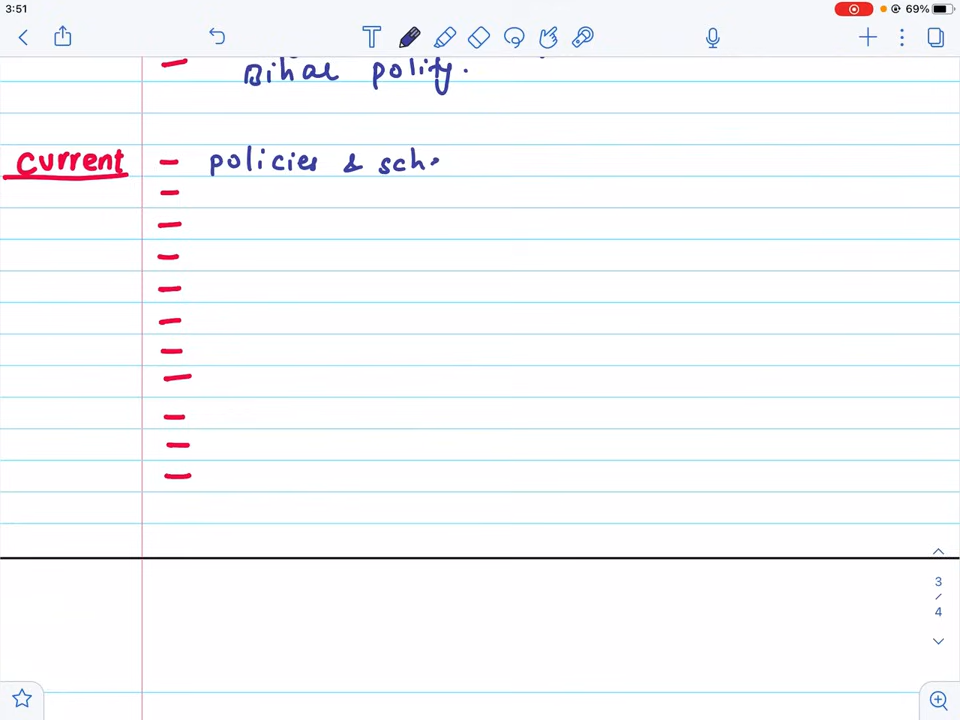 3:51
69%
T
- Bihar polity.
Current - policies & sch
3
/
4